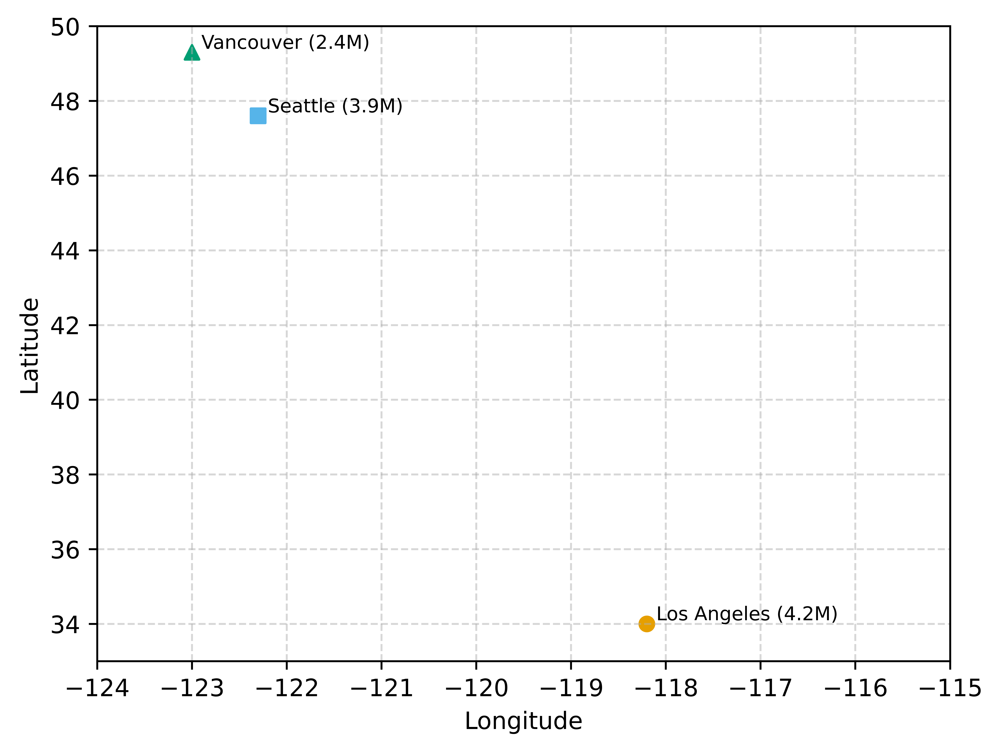 50
Vancouver (2.4M)
48
Seattle (3.9M)
46
44
42
Latitude
40
38
36
34
Los Angeles (4.2M)
−124 −123 −122 −121 −120 −119 −118 −117 −116 −115
Longitude